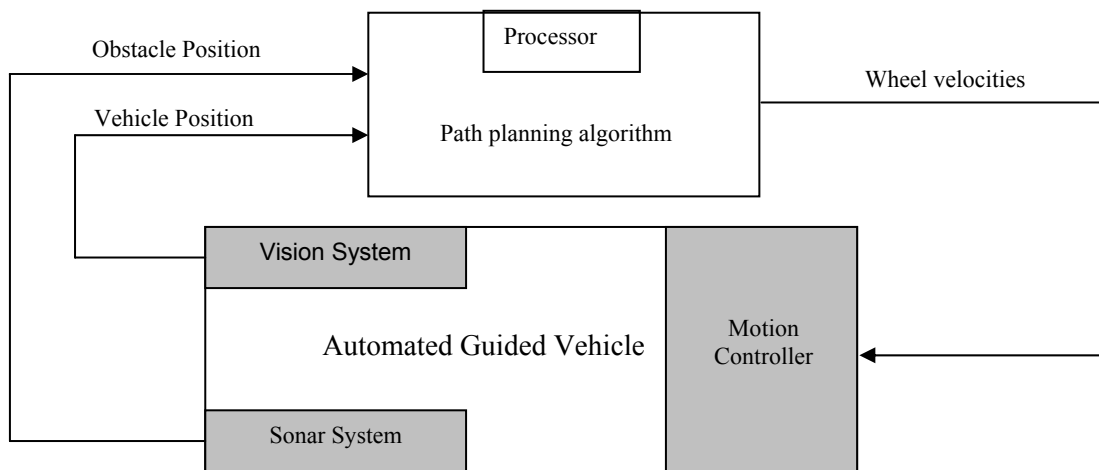 Processor
Obstacle Position
Wheel velocities
Vehicle Position
Path planning algorithm
Vision System
Automated Guided Vehicle
Motion
Controller
Sonar System